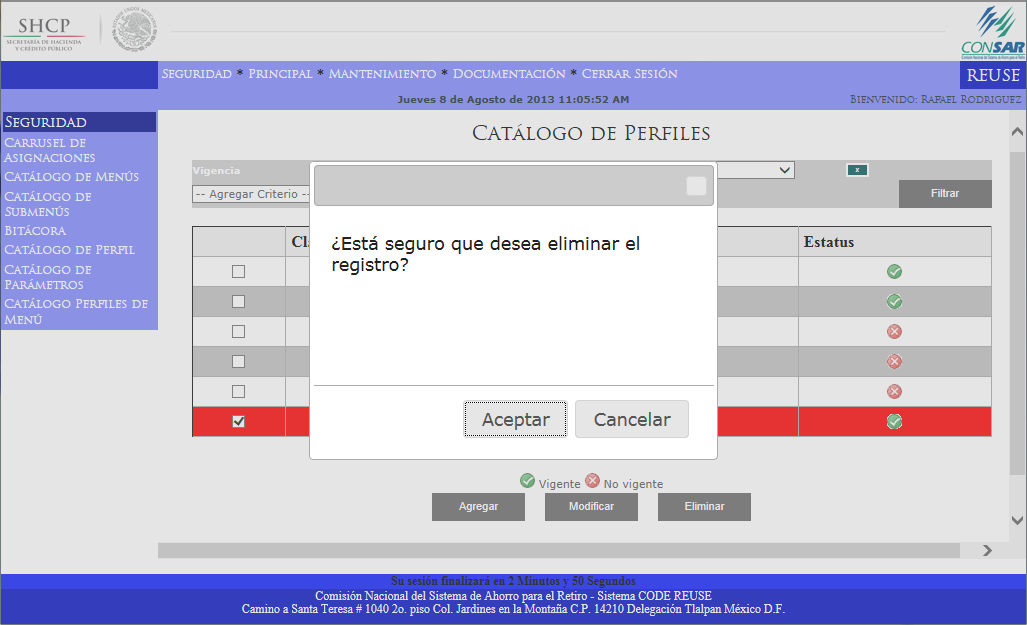 SHCP
SECRETARÍA DE HACIENDA
Y CRÉDITO PÚBLICO
CONSAR
SEGURIDAD * PRINCIPAL * MANTENIMIENTO * DOCUMENTACIÓN * CERRAR SESIÓN
REUSE
Jueves 8 de Agosto de 2013 11:05:52 AM
BIENVENIDO: RAFAEL RODRIGUEZ
SEGURIDAD
CARRUSEL DE
ASIGNACIONES
CATÁLOGO DE MENÚS
CATÁLOGO DE
SUBMENÚS
BITÁCORA
CATÁLOGO DE PERFIL
CATÁLOGO DE
PARÁMETROS
CATÁLOGO PERFILES DE
MENÚ
CATÁLOGO DE PERFILES
Vigencia
x
-- Agregar Criterio --
Filtrar
Estatus
¿Está seguro que desea eliminar el
registro?
Aceptar Cancelar
Vigente No vigente
Agregar Modificar Eliminar
Su sesión finalizará en 2 Minutos y 50 Segundos
Comisión Nacional del Sistema de Ahorro para el Retiro - Sistema CODE REUSE
Camino a Santa Teresa # 1040 2o. piso Col. Jardines en la Montaña C.P. 14210 Delegación Tlalpan México D.F.